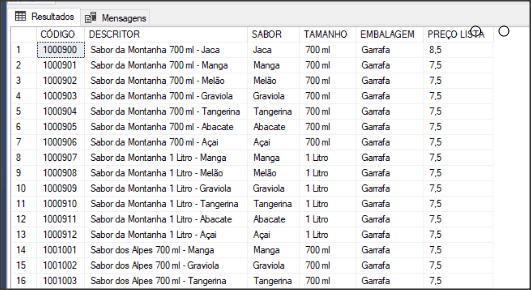 Resultados Mensagens
CÓDIGO DESCRITOR SABOR TAMANHO EMBALAGEM PREÇO LISTA
1 1000900 Sabor da Montanha 700 ml - Jaca Jaca 700 ml Garrafa 8,5
2 1000901 Sabor da Montanha 700 ml - Manga Manga 700 ml Garrafa 7,5
3 1000902 Sabor da Montanha 700 ml - Melão Melão 700 ml Garrafa 7,5
4 1000903 Sabor da Montanha 700 ml - Graviola Graviola 700 ml Garrafa 7,5
5 1000904 Sabor da Montanha 700 ml - Tangerina Tangerina 700 ml Garrafa 7,5
6 1000905 Sabor da Montanha 700 ml - Abacate Abacate 700 ml Garrafa 7,5
7 1000906 Sabor da Montanha 700 ml - Açai Açai 700 ml Garrafa 7,5
8 1000907 Sabor da Montanha 1 Litro - Manga Manga 1 Litro Garrafa 7,5
9 1000908 Sabor da Montanha 1 Litro - Melão Melão 1 Litro Garrafa 7,5
10 1000909 Sabor da Montanha 1 Litro - Graviola Graviola 1 Litro Garrafa 7,5
11 1000910 Sabor da Montanha 1 Litro - Tangerina Tangerina 1 Litro Garrafa 7,5
12 1000911 Sabor da Montanha 1 Litro - Abacate Abacate 1 Litro Garrafa 7,5
13 1000912 Sabor da Montanha 1 Litro - Açai Açai 1 Litro Garrafa 7,5
14 1001001 Sabor dos Alpes 700 ml - Manga Manga 700 ml Garrafa 7,5
15 1001002 Sabor dos Alpes 700 ml - Graviola Graviola 700 ml Garrafa 7,5
16 1001003 Sabor dos Alpes 700 ml - Tangerina Tangerina 700 ml Garrafa 7,5